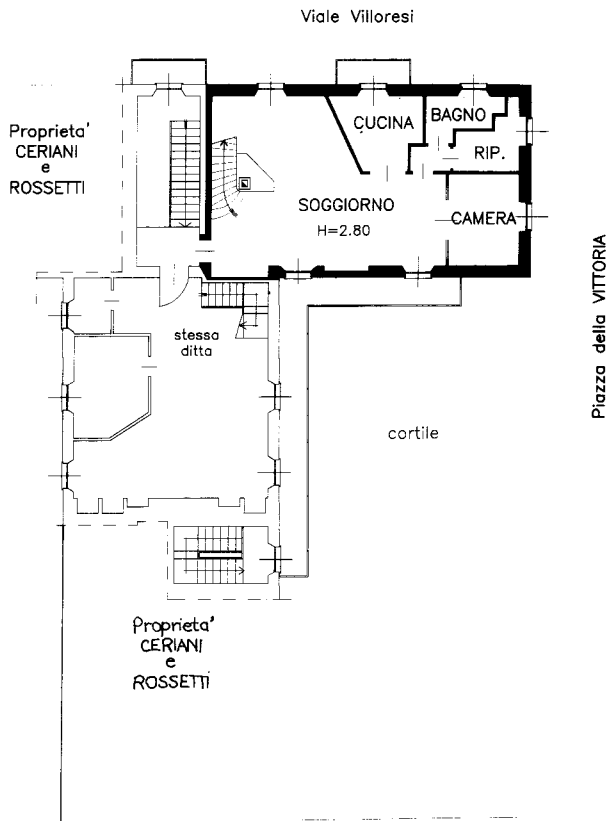 Viale Villoresi
Proprieta'
CERIANI
e
ROSSETTI
CUCINA
BAGNO
RIP.
SOGGIORNO
H=2.80
CAMERA
Piazza della VITTORIA
stessa
ditta
cortile
Proprieta'
CERIANI
e
ROSSETTI